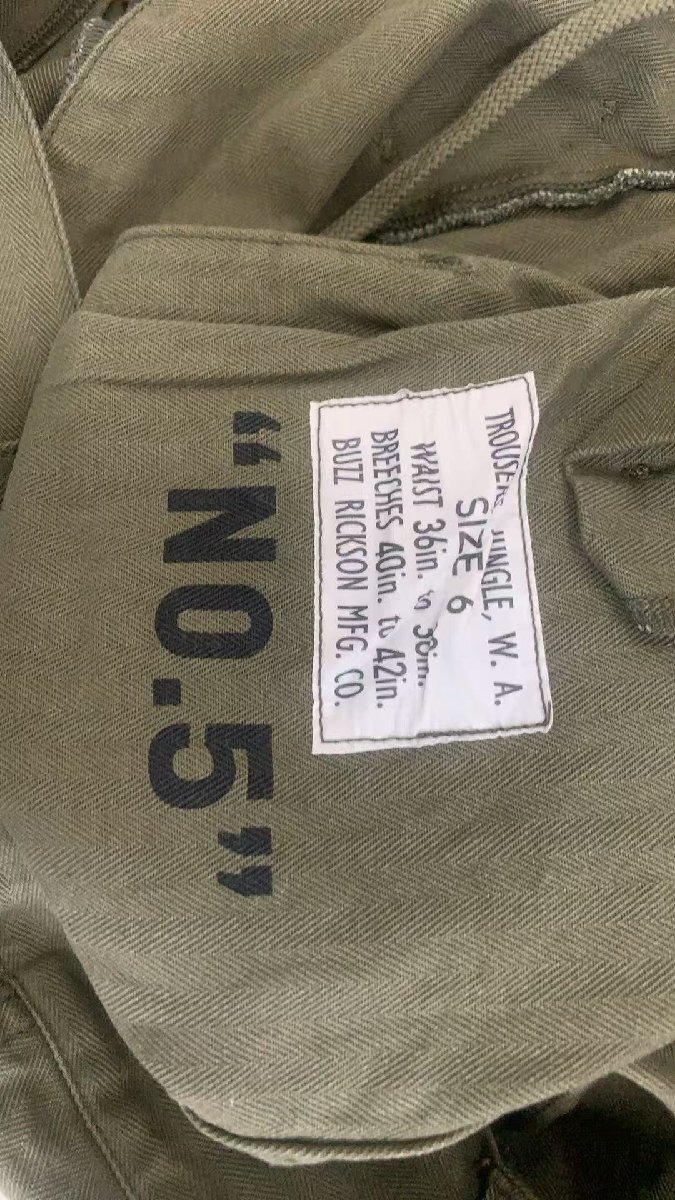 TROUSERS, JUNGLE, W. A.
SIZE 6
WAIST 36in. to 38in.
BREECHES 40in. to 42in.
BUZZ RICKSON MFG. CO.
“NO.5”